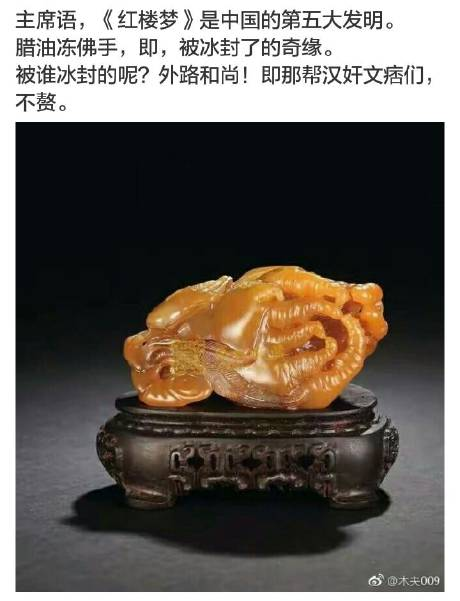 主席语，《红楼梦》是中国的第五大发明。
腊油冻佛手，即，被冰封了的奇缘。
被谁冰封的呢？外路和尚！即那帮汉奸文痞们，
不赘。
@木夫009